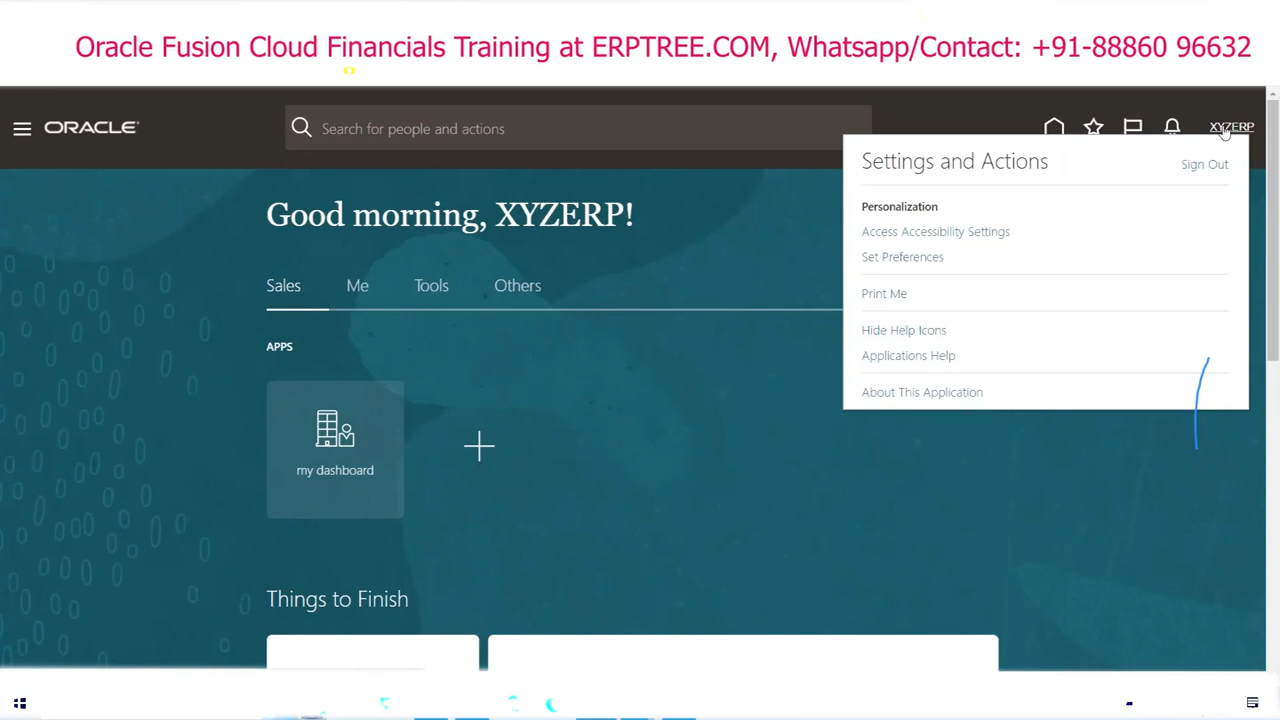 Oracle Fusion Cloud Financials Training at ERPTREE.COM, Whatsapp/Contact: +91-88860 96632
ORACLE
Search for people and actions
XYZERP
Settings and Actions
Sign Out
Personalization
Access Accessibility Settings
Set Preferences
Print Me
Hide Help Icons
Applications Help
About This Application
Good morning, XYZERP!
Sales Me Tools Others
APPS
my dashboard
Things to Finish